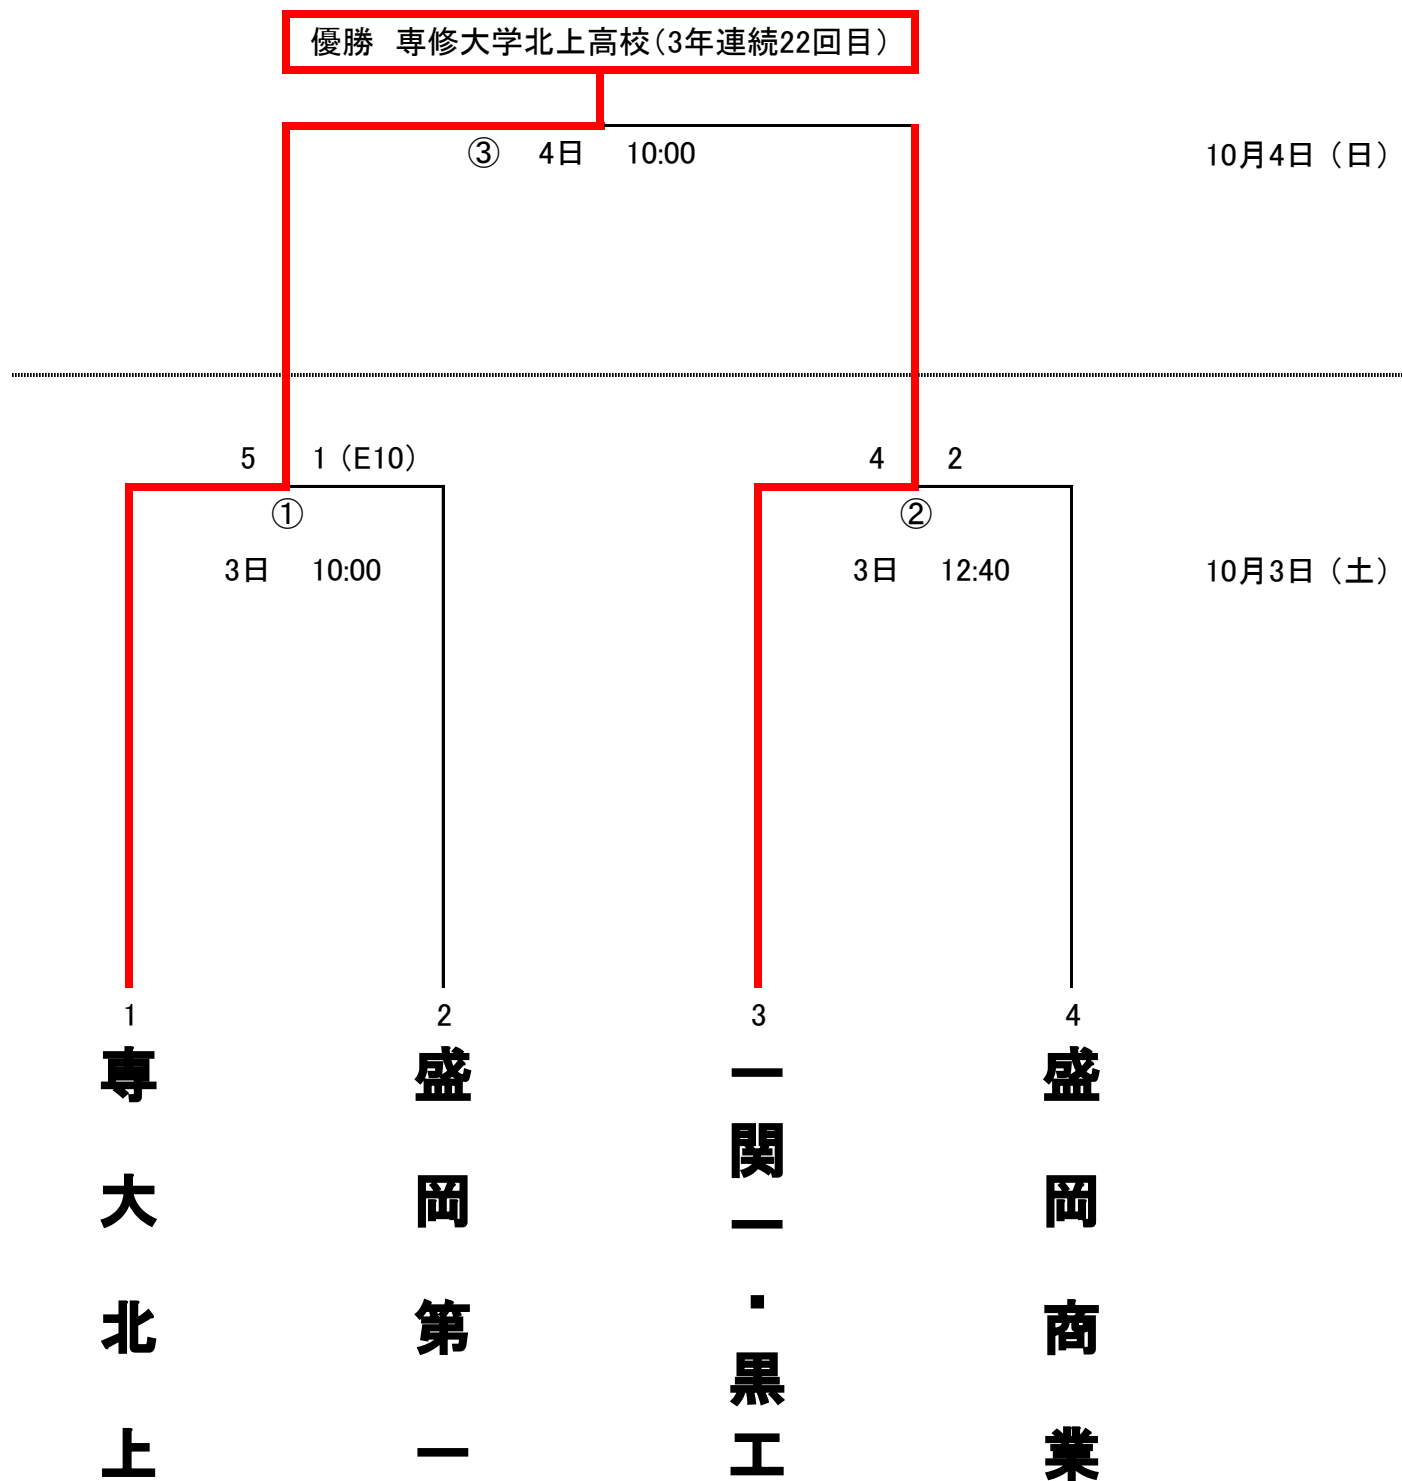 優勝 専修大学北上高校（3年連続22回目）
③ 4日 10:00
10月4日（日）
5 1（E10）
4 2
①
②
3日 10:00
3日 12:40
10月3日（土）
1
2
3
4
専大北上
盛岡第一
一関一・黒工
盛岡商業